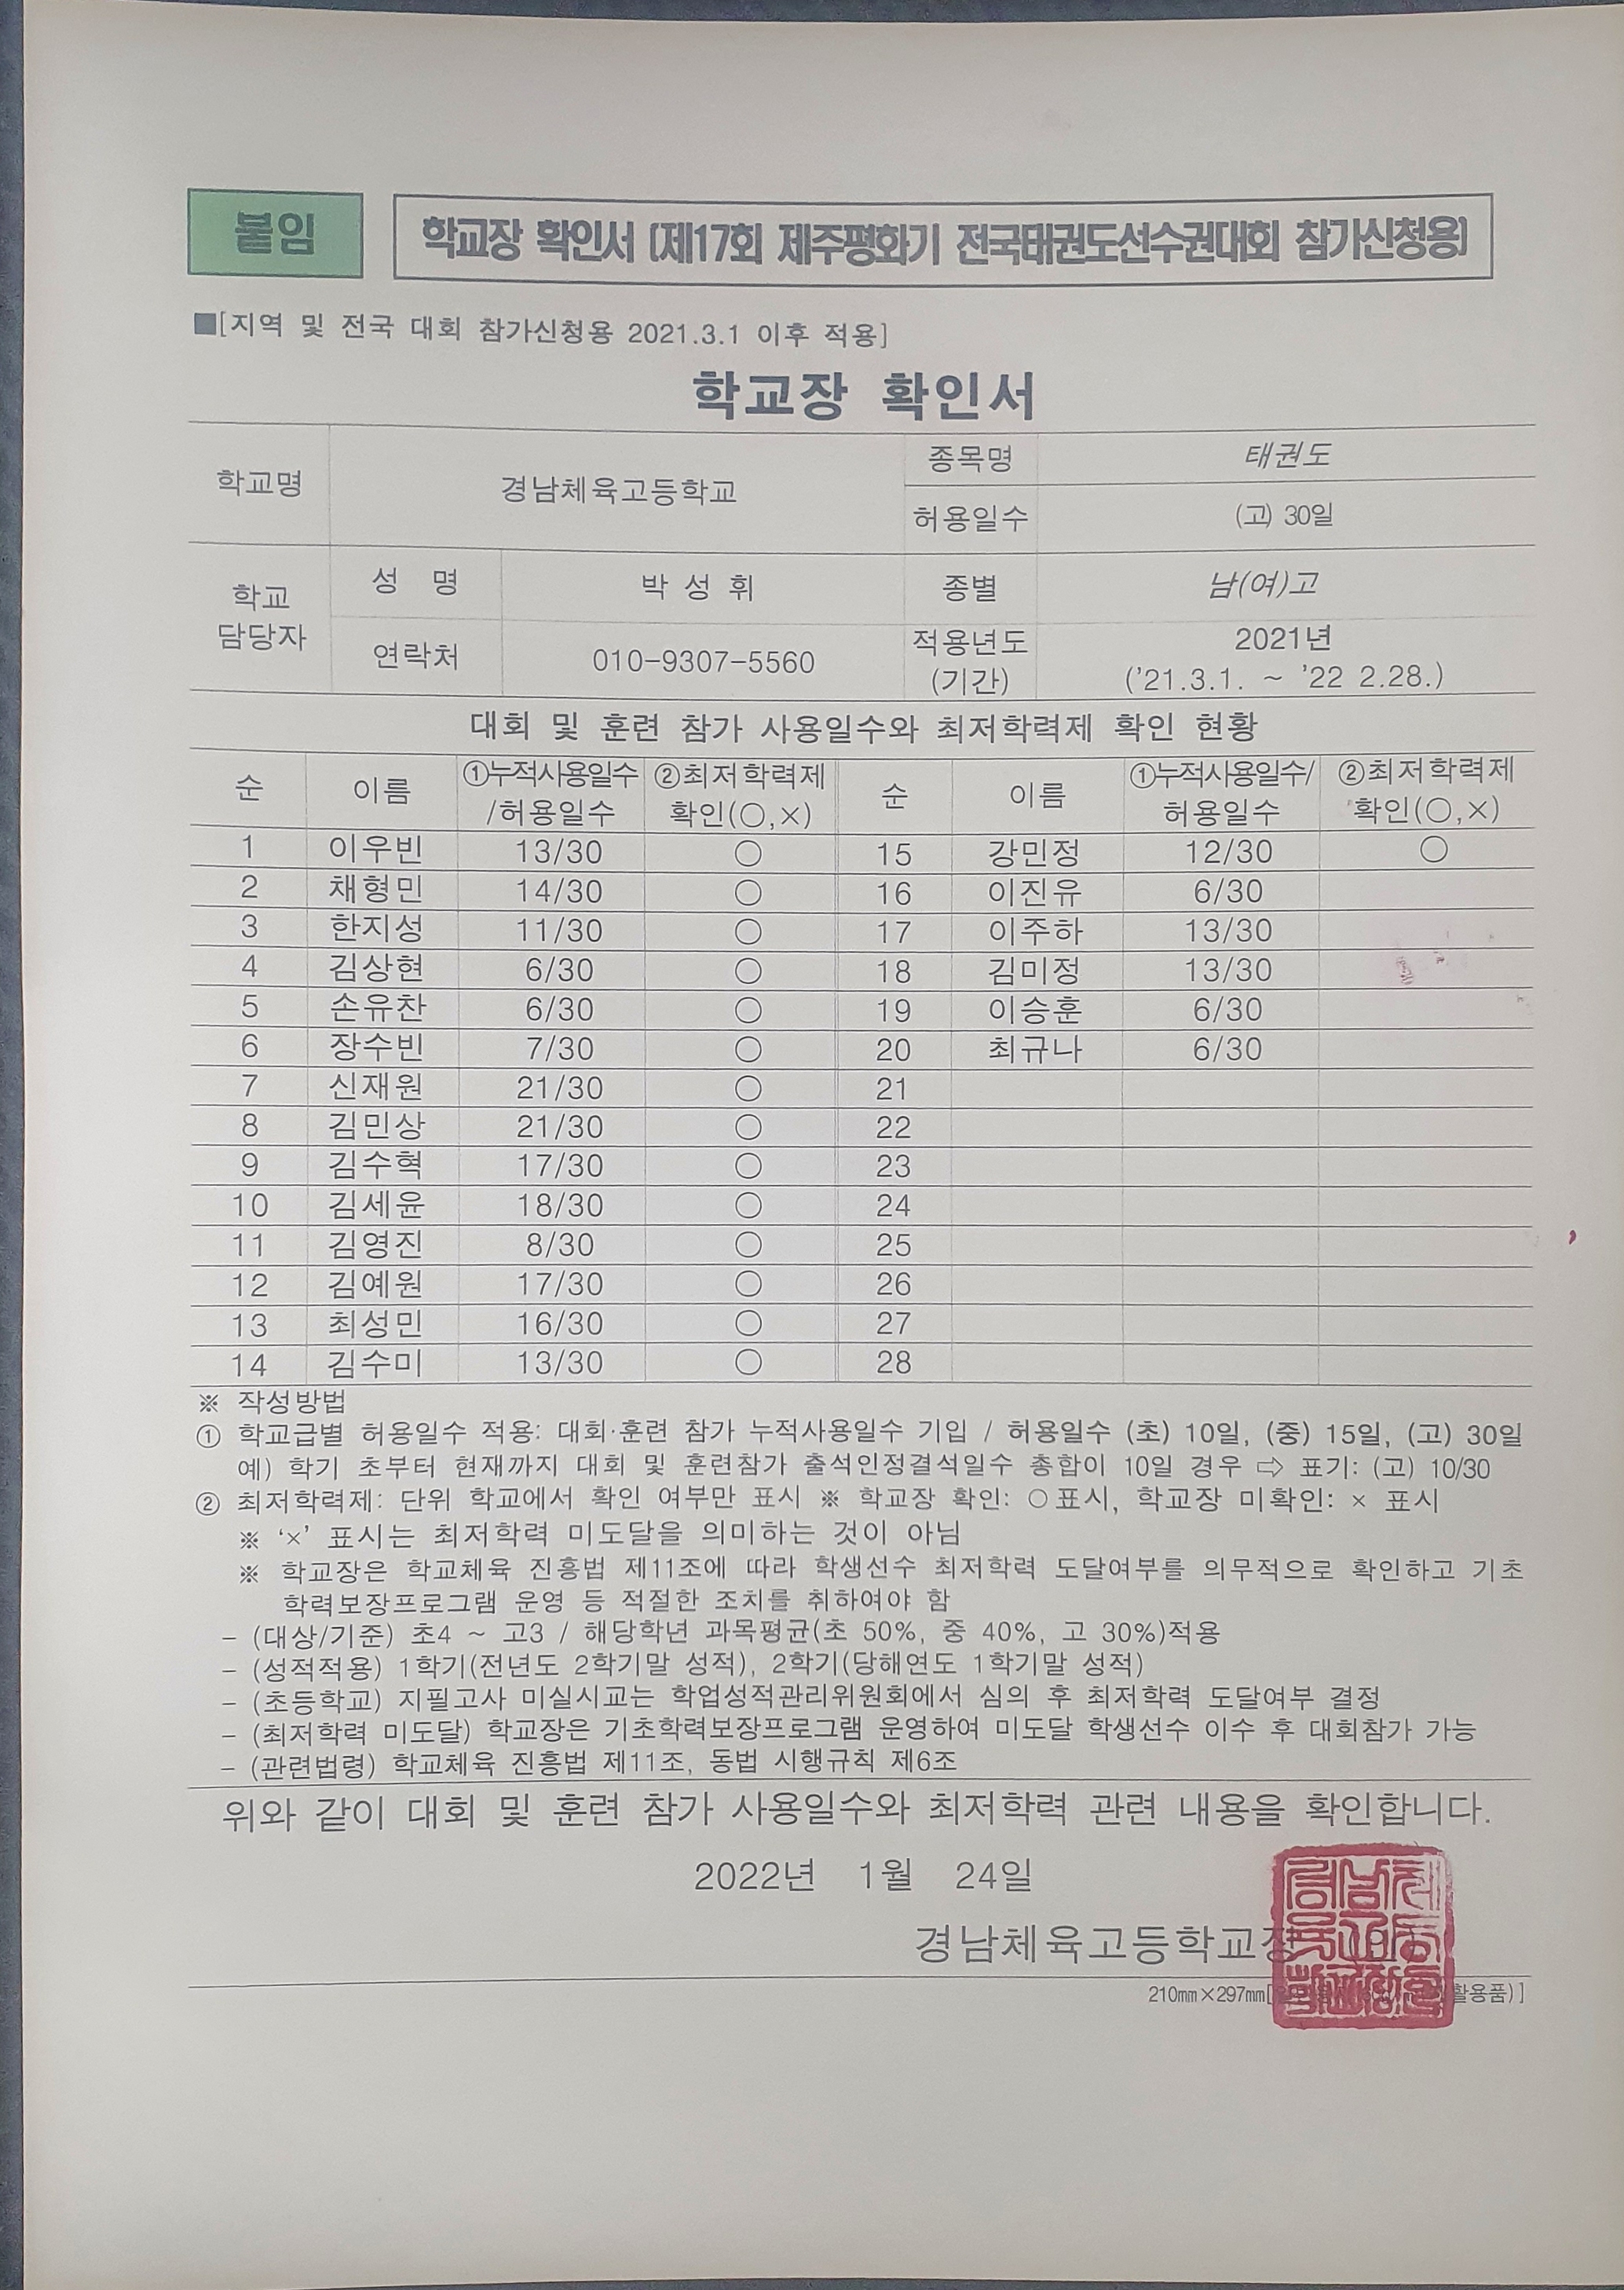 붙임
학교장 확인서 [제17회 제주평화기 전국태권도선수권대회 참가신청용]
■[지역 및 전국 대회 참가신청용 2021.3.1 이후 적용]
학교장 확인서
학교명 경남체육고등학교 종목명 태권도
허용일수 (고) 30일
학교 담당자 성 명 박 성 휘 종별 남(여)고
연락처 010-9307-5560 적용년도 (기간) 2021년
('21.3.1. ~ '22 2.28.)
대회 및 훈련 참가 사용일수와 최저학력제 확인 현황
순 이름 ①누적사용일수 ②최저학력제 순 이름 ①누적사용일수/ ②최저학력제
/허용일수 확인(○,×) 허용일수 확인(○,×)
1 이우빈 13/30 ○ 15 강민정 12/30 ○
2 채형민 14/30 ○ 16 이진유 6/30
3 한지성 11/30 ○ 17 이주하 13/30
4 김상현 6/30 ○ 18 김미정 13/30
5 손유찬 6/30 ○ 19 이승훈 6/30
6 장수빈 7/30 ○ 20 최규나 6/30
7 신재원 21/30 ○ 21
8 김민상 21/30 ○ 22
9 김수혁 17/30 ○ 23
10 김세윤 18/30 ○ 24
11 김영진 8/30 ○ 25
12 김예원 17/30 ○ 26
13 최성민 16/30 ○ 27
14 김수미 13/30 ○ 28
※ 작성방법
① 학교급별 허용일수 적용: 대회·훈련 참가 누적사용일수 기입 / 허용일수 (초) 10일, (중) 15일, (고) 30일
예) 학기 초부터 현재까지 대회 및 훈련참가 출석인정결석일수 총합이 10일 경우 ⇨ 표기: (고) 10/30
② 최저학력제: 단위 학교에서 확인 여부만 표시 ※ 학교장 확인: ○표시, 학교장 미확인: × 표시
※ '×' 표시는 최저학력 미도달을 의미하는 것이 아님
※ 학교장은 학교체육 진흥법 제11조에 따라 학생선수 최저학력 도달여부를 의무적으로 확인하고 기초
학력보장프로그램 운영 등 적절한 조치를 취하여야 함
- (대상/기준) 초4 ~ 고3 / 해당학년 과목평균(초 50%, 중 40%, 고 30%)적용
- (성적적용) 1학기(전년도 2학기말 성적), 2학기(당해연도 1학기말 성적)
- (초등학교) 지필고사 미실시교는 학업성적관리위원회에서 심의 후 최저학력 도달여부 결정
- (최저학력 미도달) 학교장은 기초학력보장프로그램 운영하여 미도달 학생선수 이수 후 대회참가 가능
- (관련법령) 학교체육 진흥법 제11조, 동법 시행규칙 제6조
위와 같이 대회 및 훈련 참가 사용일수와 최저학력 관련 내용을 확인합니다.
2022년 1월 24일
경남체육고등학교장
210㎜×297㎜[ 활용품)]